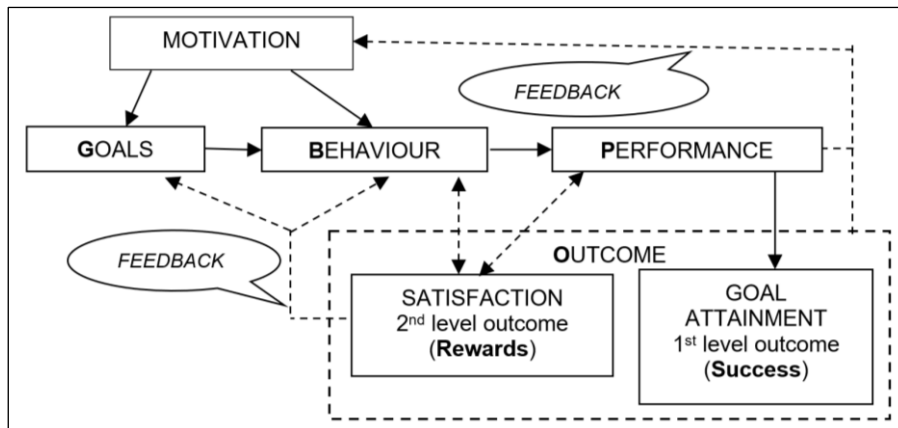 MOTIVATION
FEEDBACK
GOALS
BEHAVIOUR
PERFORMANCE
FEEDBACK
OUTCOME
SATISFACTION
2nd level outcome
(Rewards)
GOAL
ATTAINMENT
1st level outcome
(Success)